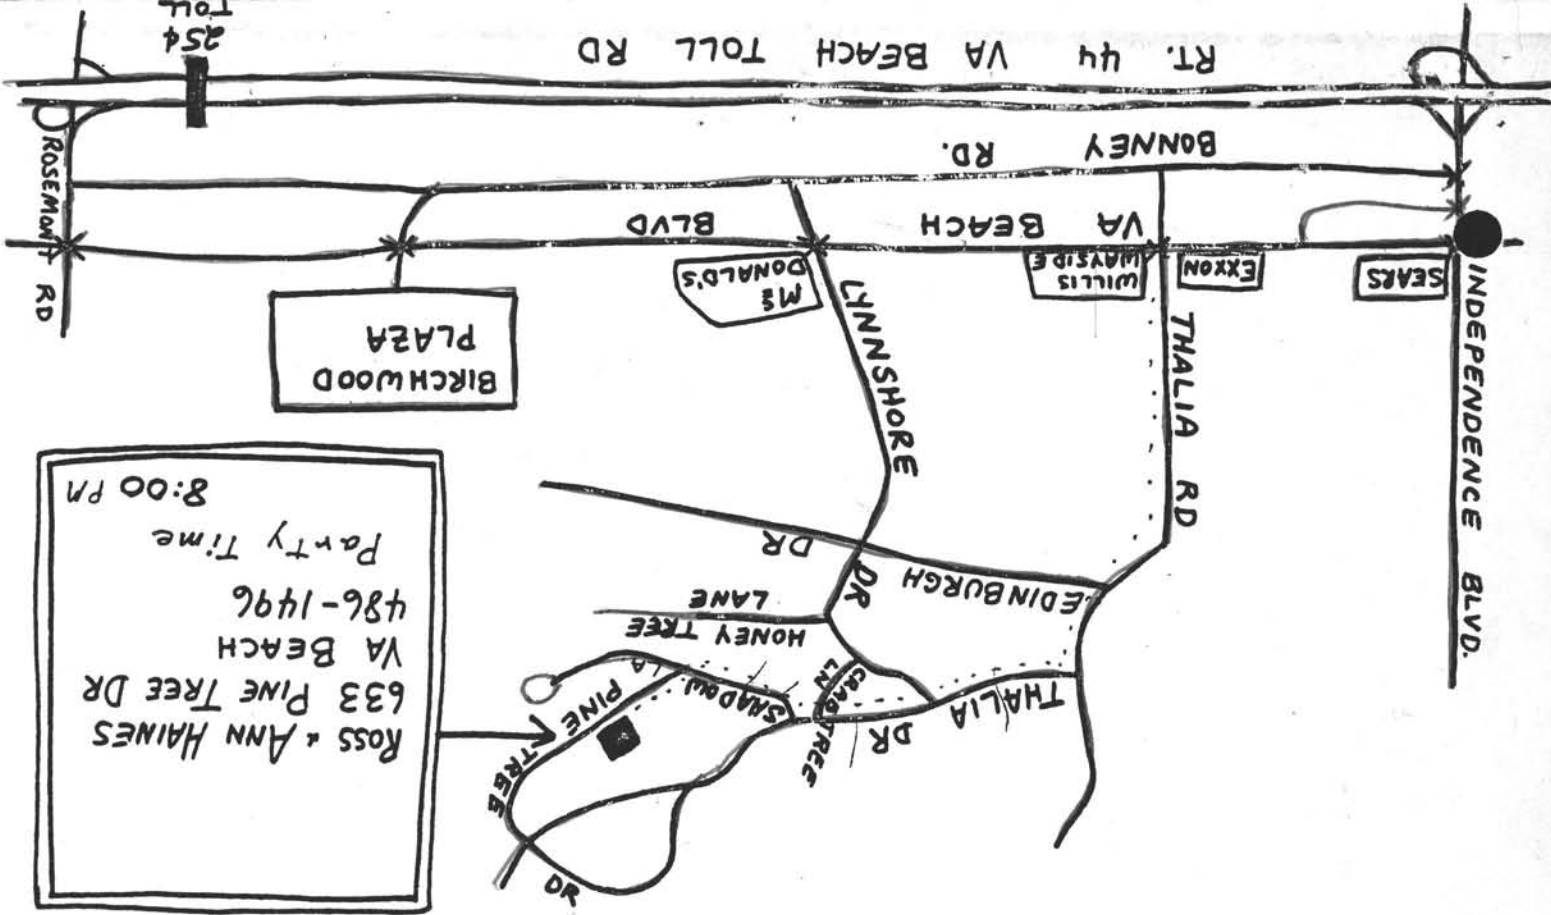 ROSS & ANN HAINES
633 PINE TREE DR
VA BEACH
486-1496
Party Time
8:00 PM
PINE TREE DR
SHADOW LA
CRAB TREE LN
THALIA DR
HONEY TREE
LANE
EDINBURGH DR
LYNNSHORE DR
THALIA RD
INDEPENDENCE BLVD.
BIRCHWOOD
PLAZA
MC
DONALD'S
WILLIS
WAYSIDE
EXXON
SEARS
VA BEACH BLVD
ROSEMONT RD
BONNEY RD.
RT. 44 VA BEACH TOLL RD
25¢
TOLL